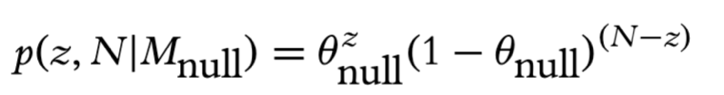 p(z, N|M_null) = θ_null^z (1 − θ_null)^(N−z)